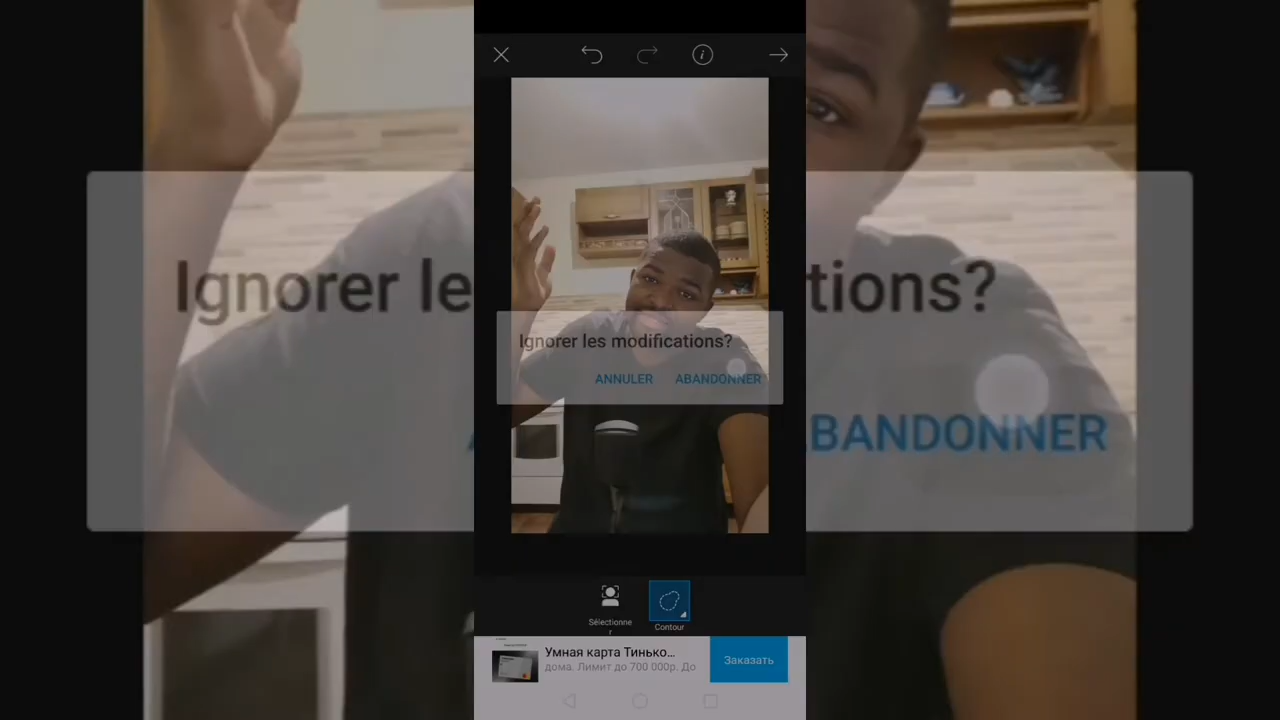 Ignorer le
tions?
BANDONNER
Ignorer les modifications?
ANNULER ABANDONNER
Sélectionne
r
Contour
Умная карта Тинько...
дома. Лимит до 700 000р. До
Заказать